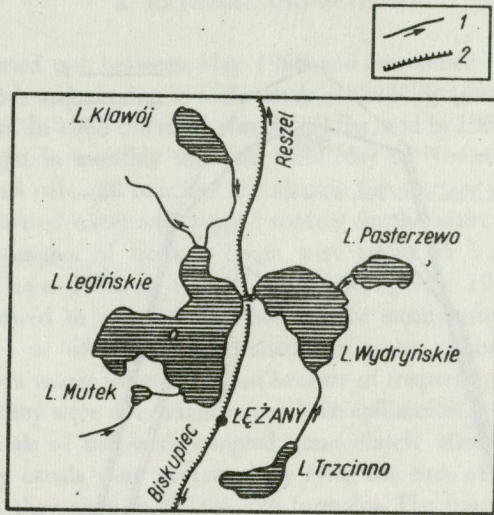 1
2
L. Klawój
Reszel
L. Pasterzewo
L. Legińskie
L. Wydryńskie
L. Mutek
ŁĘŻANY
Biskupiec
L. Trzcinno